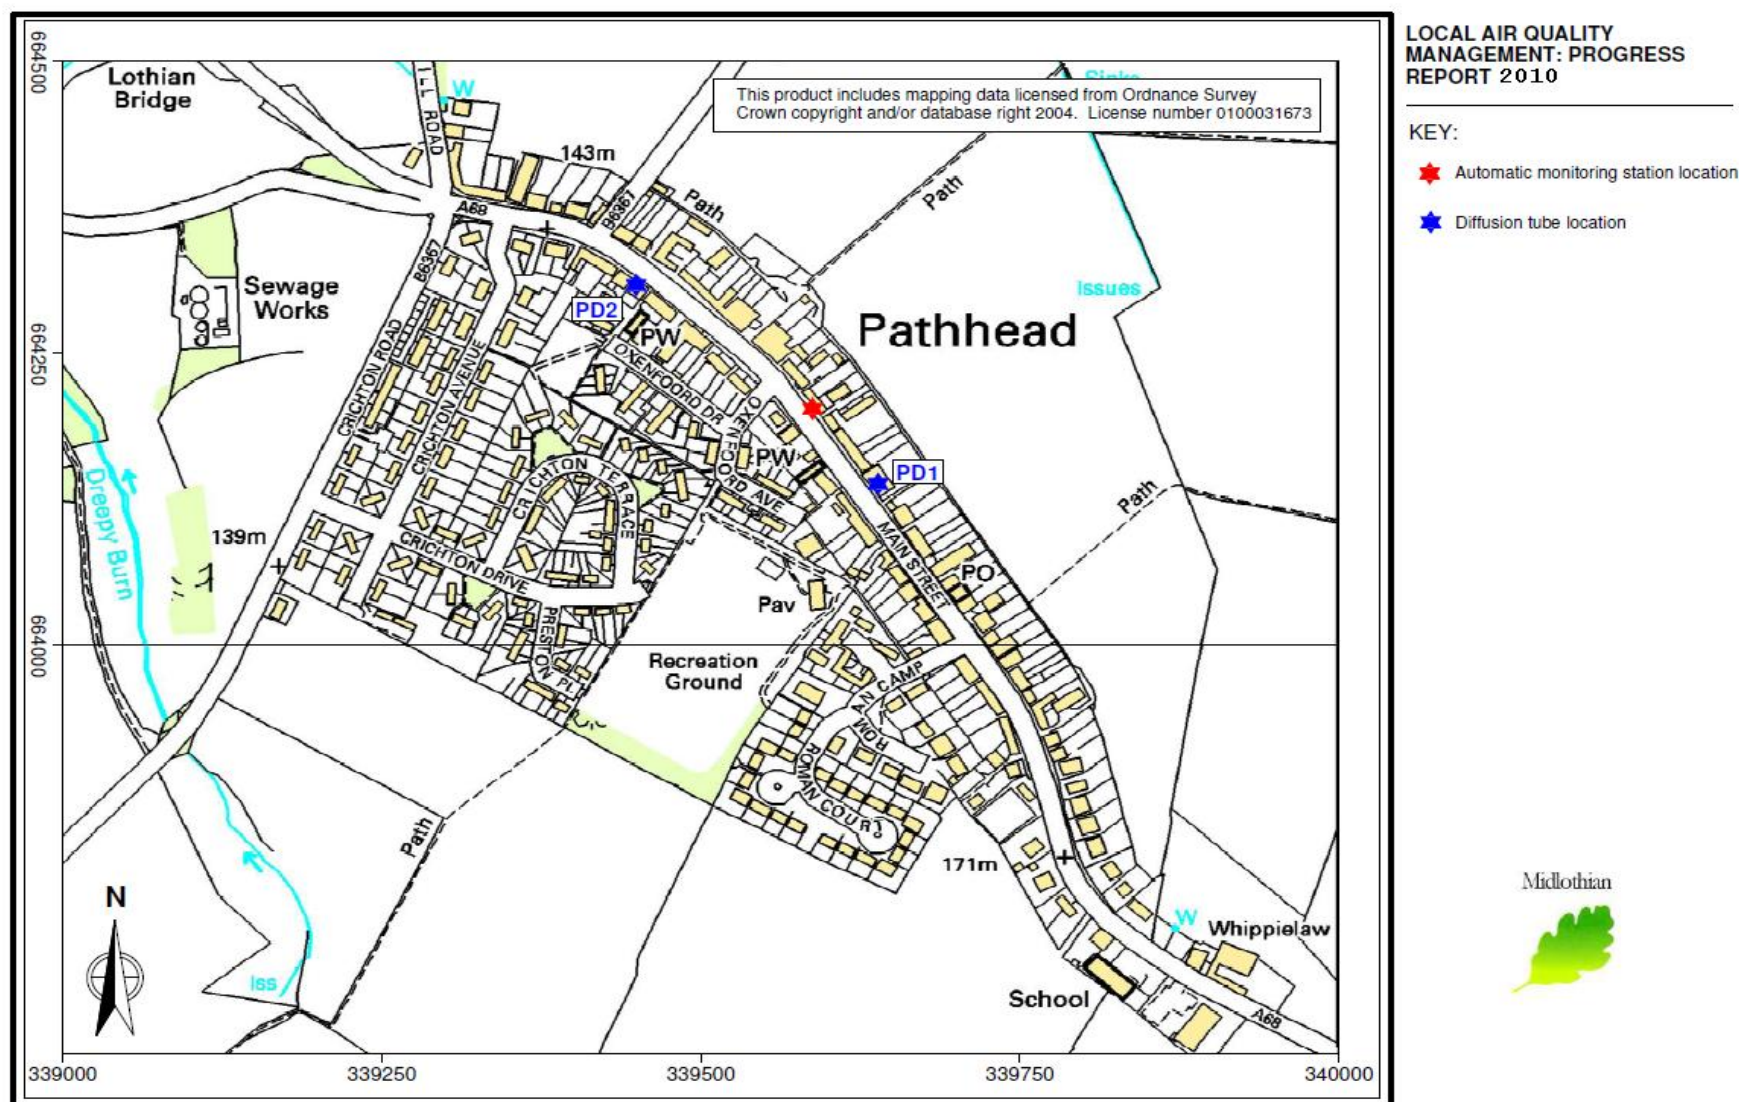 LOCAL AIR QUALITY
MANAGEMENT: PROGRESS
REPORT 2010
KEY:
Automatic monitoring station location
Diffusion tube location
This product includes mapping data licensed from Ordnance Survey
Crown copyright and/or database right 2004. License number 0100031673
664500
664250
664000
Lothian
Bridge
ILL ROAD
W
143m
A68
B6367
Path
Path
Sinks
Issues
Sewage
Works
B6367
PD2
PW
Pathhead
CRICHTON ROAD
CRICHTON AVENUE
OXENFOORD DR
OXENFOORD AVE
PW
PD1
CRICHTON TERRACE
Path
Dreepy Burn
139m
CRICHTON DRIVE
MAIN STREET
PO
Pav
PRESTON PL
Recreation
Ground
ROMAN CAMP
ROMAN COURT
Path
171m
W
Whippielaw
School
A68
N
Iss
339000
339250
339500
339750
340000
Midlothian